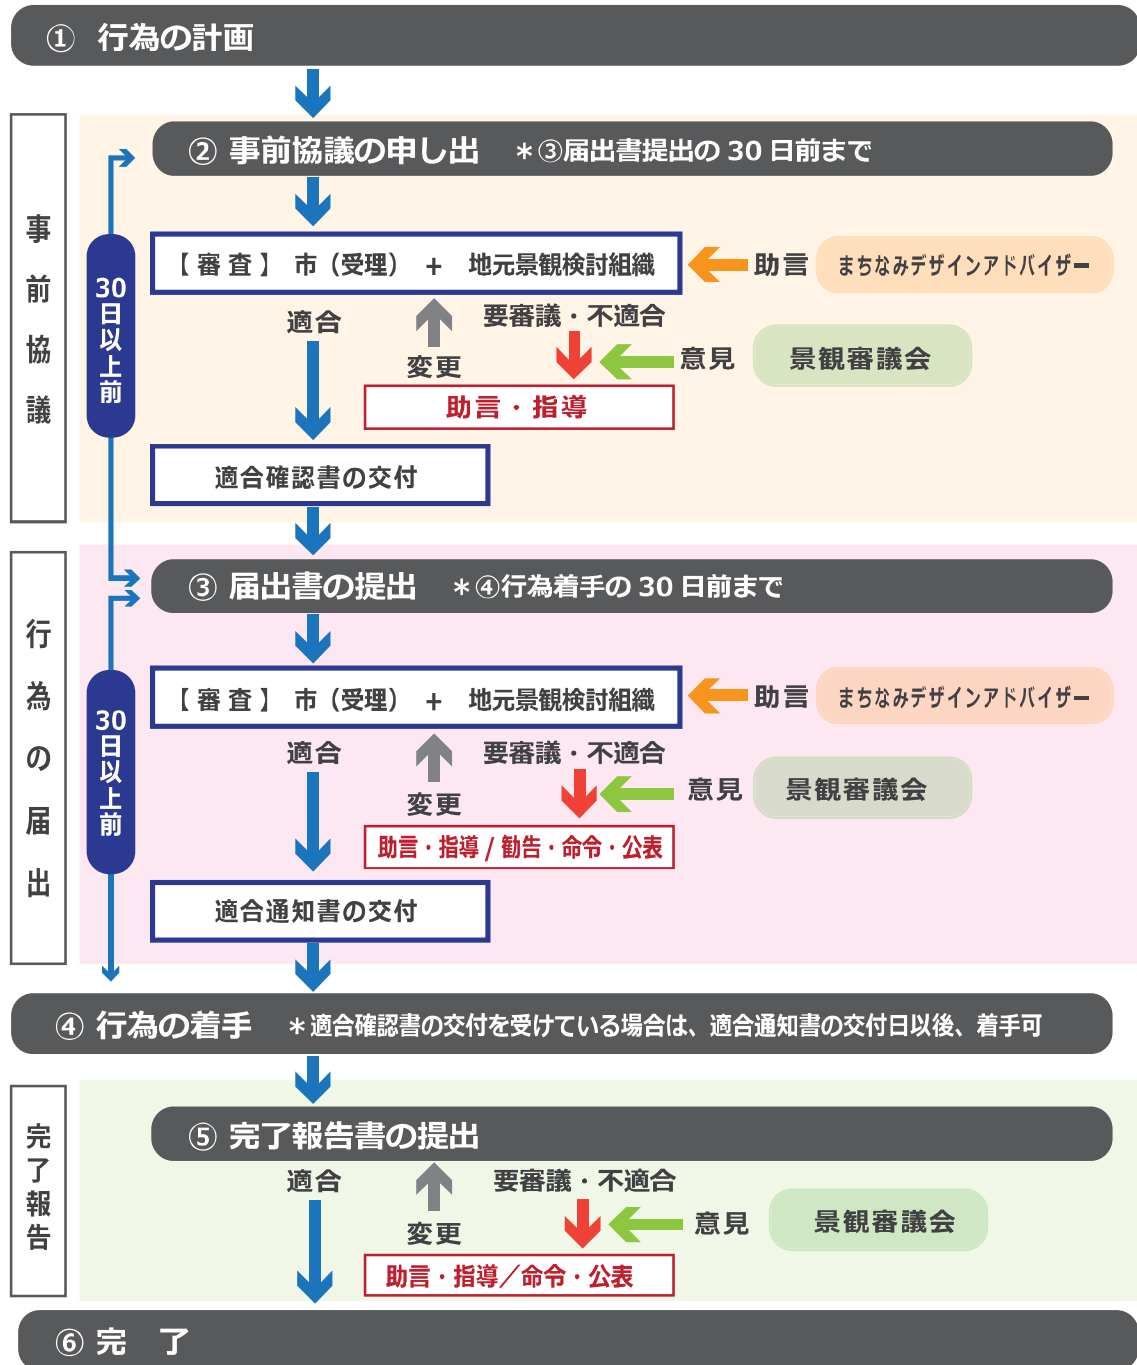 ① 行為の計画
事前協議
② 事前協議の申し出 ＊③届出書提出の 30 日前まで
30日以上前
【 審 査 】 市（受理） + 地元景観検討組織
助言
まちなみデザインアドバイザー
適合
変更
要審議・不適合
意見
景観審議会
助言・指導
適合確認書の交付
行為の届出
③ 届出書の提出 ＊④行為着手の 30 日前まで
30日以上前
【 審 査 】 市（受理） + 地元景観検討組織
助言
まちなみデザインアドバイザー
適合
変更
要審議・不適合
意見
景観審議会
助言・指導 / 勧告・命令・公表
適合通知書の交付
④ 行為の着手 ＊適合確認書の交付を受けている場合は、適合通知書の交付日以後、着手可
完了報告
⑤ 完了報告書の提出
適合
変更
要審議・不適合
意見
景観審議会
助言・指導／命令・公表
⑥ 完 了